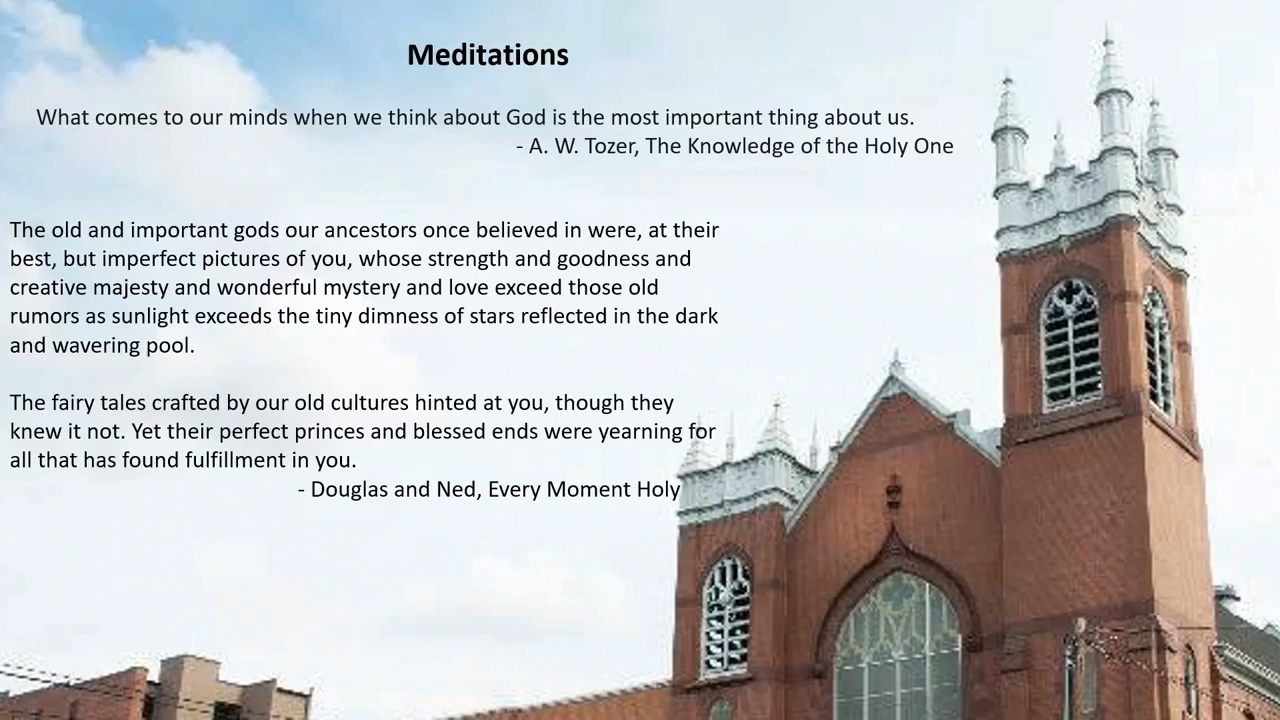 Meditations
What comes to our minds when we think about God is the most important thing about us.
- A. W. Tozer, The Knowledge of the Holy One
The old and important gods our ancestors once believed in were, at their
best, but imperfect pictures of you, whose strength and goodness and
creative majesty and wonderful mystery and love exceed those old
rumors as sunlight exceeds the tiny dimness of stars reflected in the dark
and wavering pool.
The fairy tales crafted by our old cultures hinted at you, though they
knew it not. Yet their perfect princes and blessed ends were yearning for
all that has found fulfillment in you.
- Douglas and Ned, Every Moment Holy